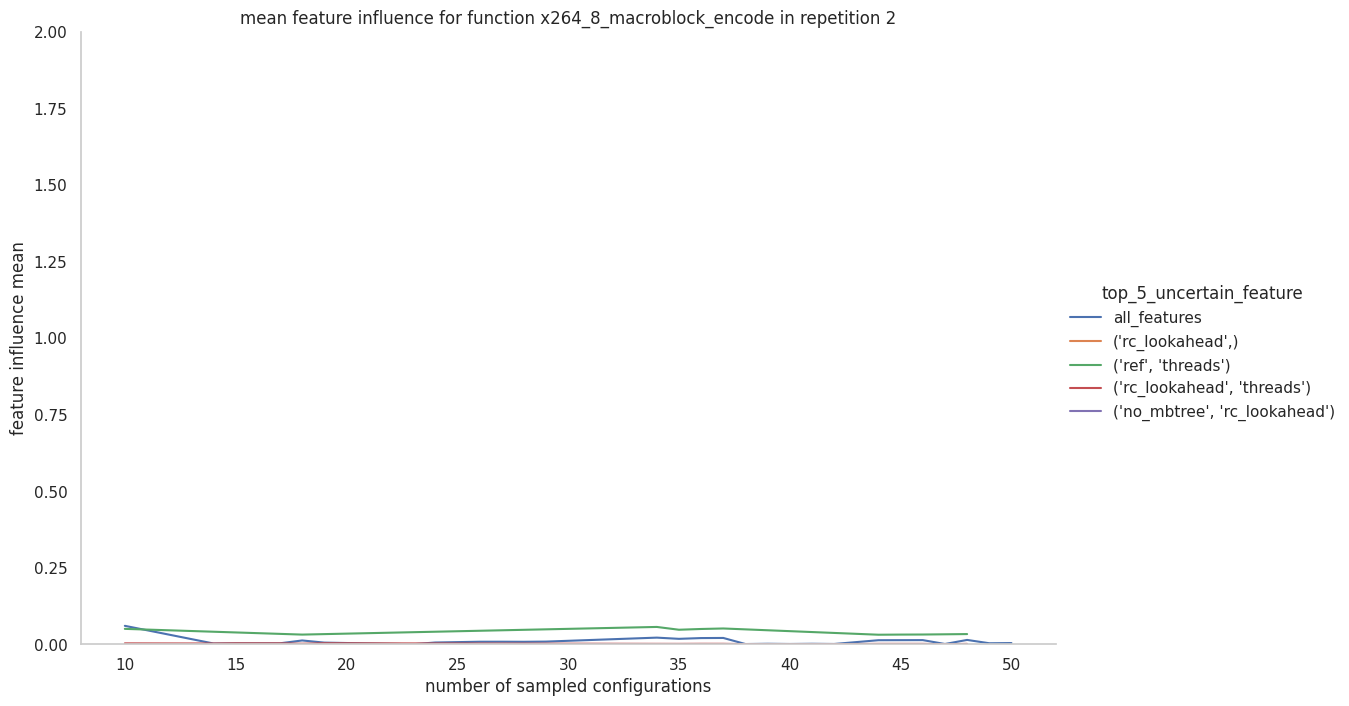 mean feature influence for function x264_8_macroblock_encode in repetition 2
2.00
1.75
1.50
1.25
1.00
0.75
0.50
0.25
0.00
feature influence mean
10 15 20 25 30 35 40 45 50
number of sampled configurations
top_5_uncertain_feature
all_features
('rc_lookahead',)
('ref', 'threads')
('rc_lookahead', 'threads')
('no_mbtree', 'rc_lookahead')